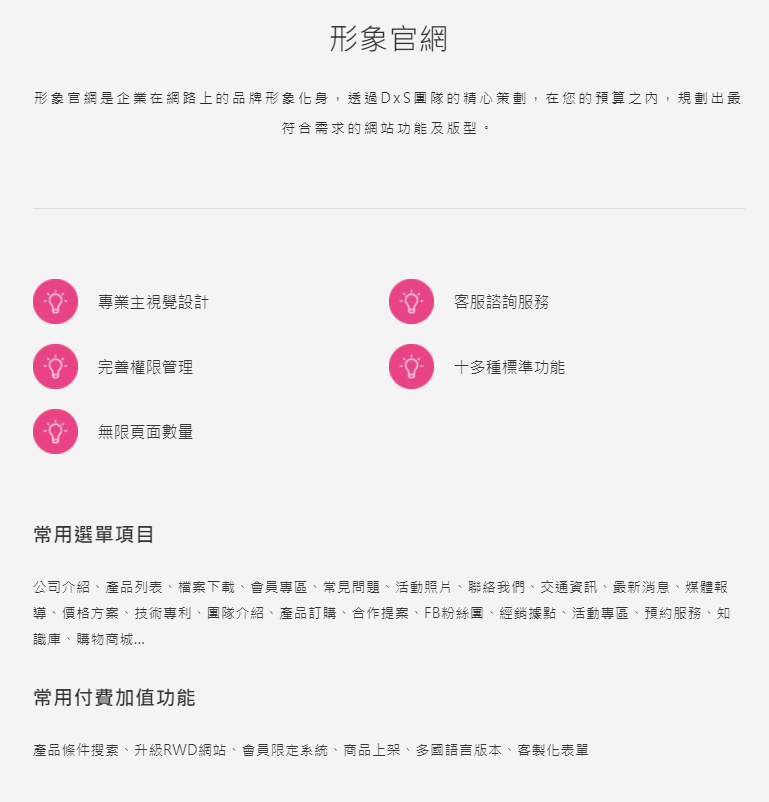 形象官網
形象官網是企業在網路上的品牌形象化身，透過DxS團隊的精心策劃，在您的預算之內，規劃出最
符合需求的網站功能及版型。
專業主視覺設計
客服諮詢服務
完善權限管理
十多種標準功能
無限頁面數量
常用選單項目
公司介紹、產品列表、檔案下載、會員專區、常見問題、活動照片、聯絡我們、交通資訊、最新消息、媒體報
導、價格方案、技術專利、團隊介紹、產品訂購、合作提案、FB粉絲團、經銷據點、活動專區、預約服務、知
識庫、購物商城...
常用付費加值功能
產品條件搜索、升級RWD網站、會員限定系統、商品上架、多國語言版本、客製化表單